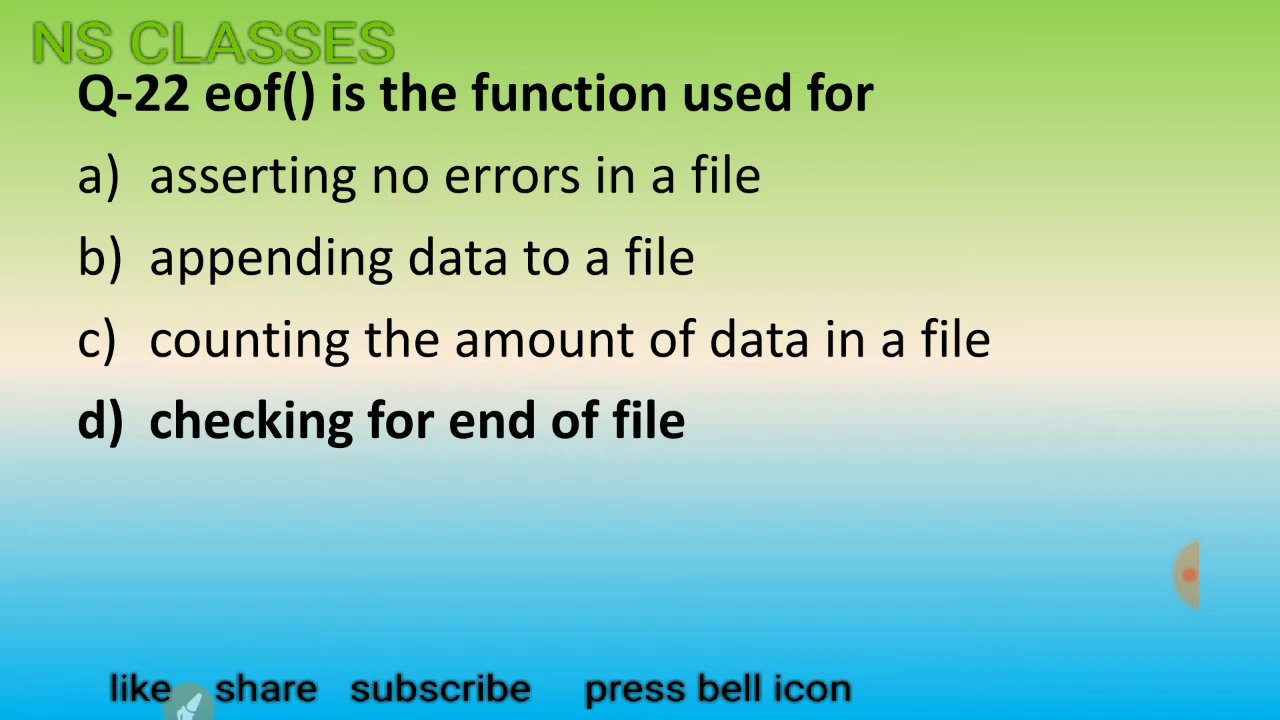 NS CLASSES
Q-22 eof() is the function used for
a) asserting no errors in a file
b) appending data to a file
c) counting the amount of data in a file
d) checking for end of file
like share subscribe press bell icon